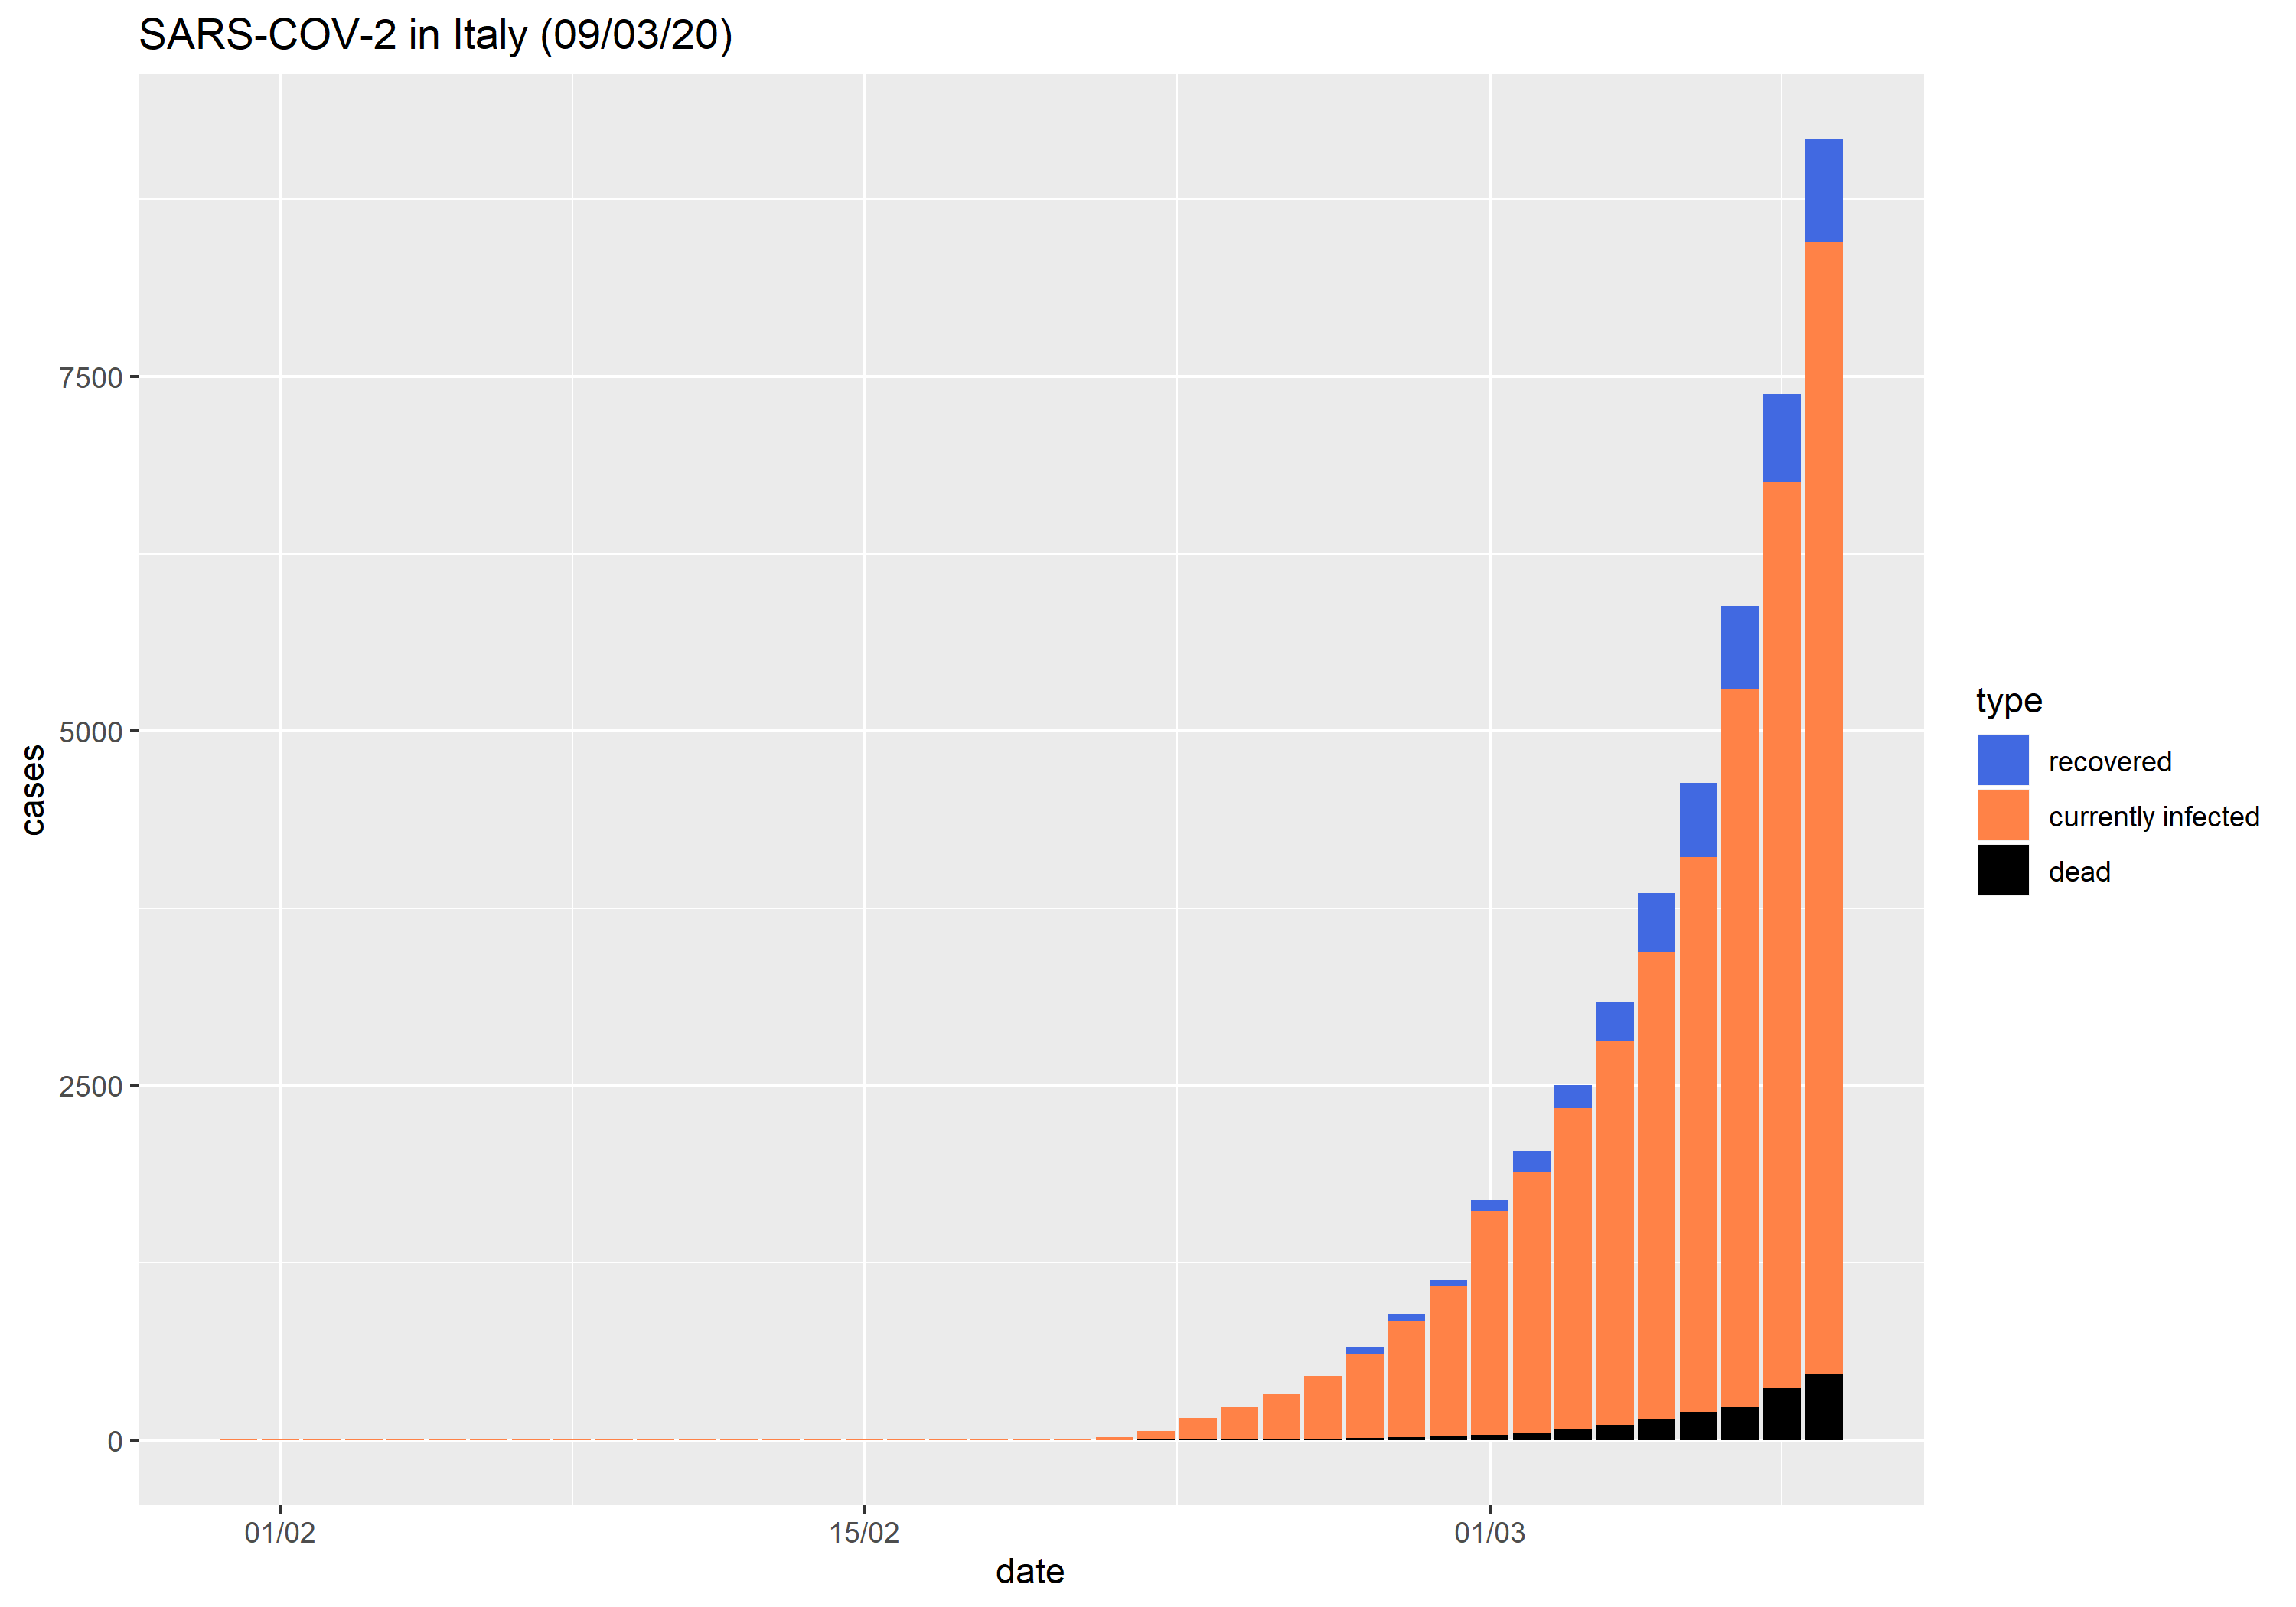 SARS-COV-2 in Italy (09/03/20)
7500
5000
2500
0
cases
01/02
15/02
01/03
date
type
recovered
currently infected
dead